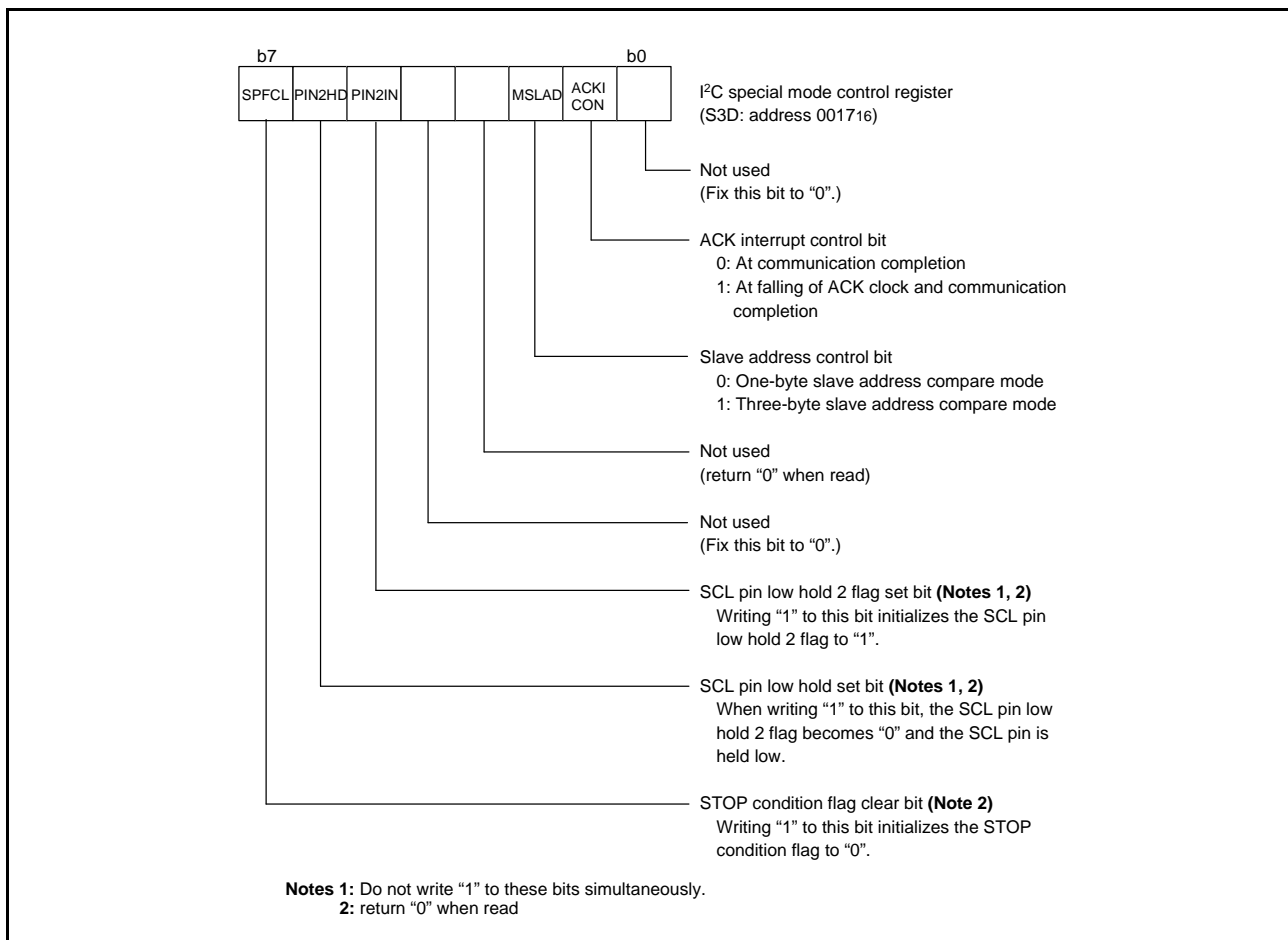 b7 b0
SPFCL PIN2HD PIN2IN MSLAD ACKI CON
I²C special mode control register
(S3D: address 0017₁₆)
Not used
(Fix this bit to “0”.)
ACK interrupt control bit
0: At communication completion
1: At falling of ACK clock and communication
completion
Slave address control bit
0: One-byte slave address compare mode
1: Three-byte slave address compare mode
Not used
(return “0” when read)
Not used
(Fix this bit to “0”.)
SCL pin low hold 2 flag set bit (Notes 1, 2)
Writing “1” to this bit initializes the SCL pin
low hold 2 flag to “1”.
SCL pin low hold set bit (Notes 1, 2)
When writing “1” to this bit, the SCL pin low
hold 2 flag becomes “0” and the SCL pin is
held low.
STOP condition flag clear bit (Note 2)
Writing “1” to this bit initializes the STOP
condition flag to “0”.
Notes 1: Do not write “1” to these bits simultaneously.
2: return “0” when read